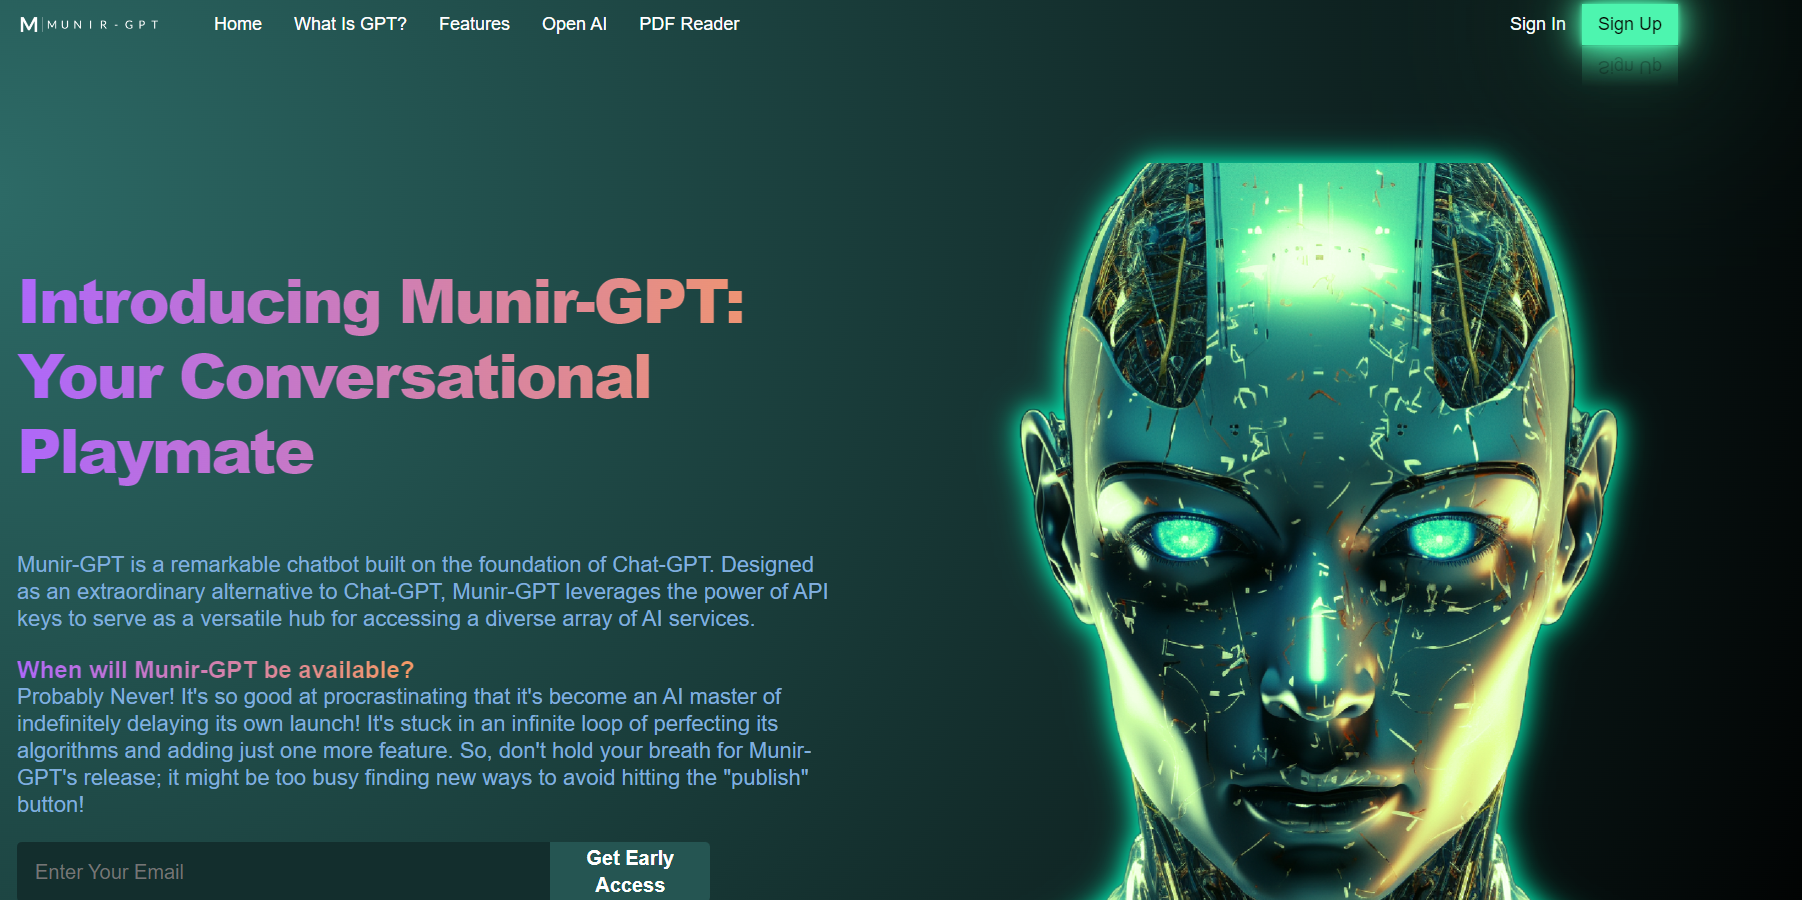 M MUNIR-GPT
Home What Is GPT? Features Open AI PDF Reader Sign In Sign Up
Sign Up
Introducing Munir-GPT:
Your Conversational
Playmate
Munir-GPT is a remarkable chatbot built on the foundation of Chat-GPT. Designed
as an extraordinary alternative to Chat-GPT, Munir-GPT leverages the power of API
keys to serve as a versatile hub for accessing a diverse array of AI services.
When will Munir-GPT be available?
Probably Never! It's so good at procrastinating that it's become an AI master of
indefinitely delaying its own launch! It's stuck in an infinite loop of perfecting its
algorithms and adding just one more feature. So, don't hold your breath for Munir-
GPT's release; it might be too busy finding new ways to avoid hitting the "publish"
button!
Enter Your Email
Get Early
Access